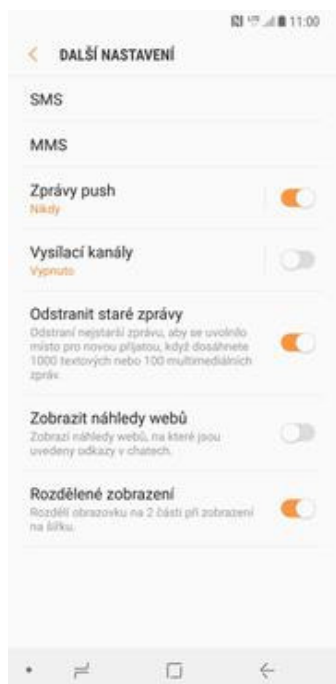 11:00
DALŠÍ NASTAVENÍ
SMS
MMS
Zprávy push
Nikdy
Vysílací kanály
Vypnuto
Odstranit staré zprávy
Odstraní nejstarší zprávu, aby se uvolnilo
místo pro novou přijatou, když dosáhnete
1000 textových nebo 100 multimediálních
zpráv.
Zobrazit náhledy webů
Zobrazí náhledy webů, na které jsou
uvedeny odkazy v chatech.
Rozdělené zobrazení
Rozdělí obrazovku na 2 části při zobrazení
na šířku.